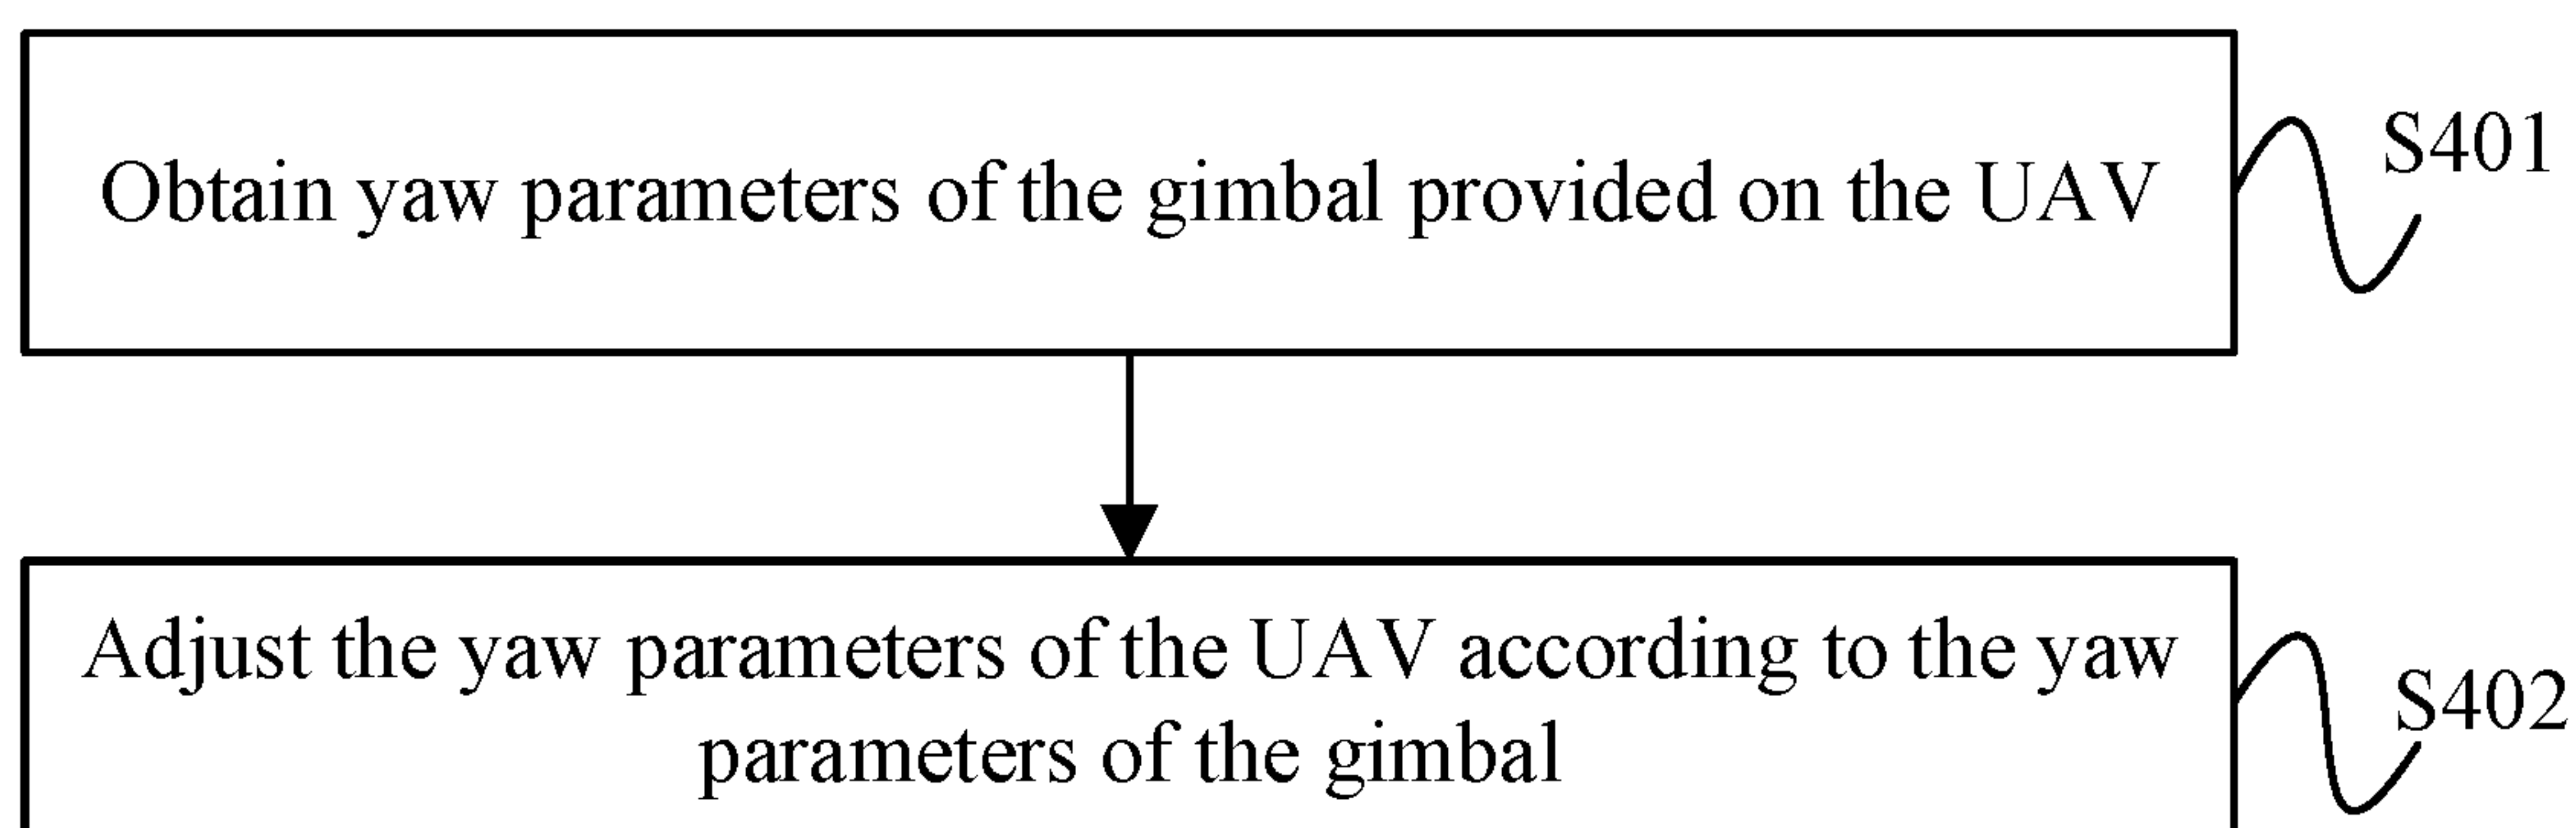 Obtain yaw parameters of the gimbal provided on the UAV
S401
Adjust the yaw parameters of the UAV according to the yaw
parameters of the gimbal
S402